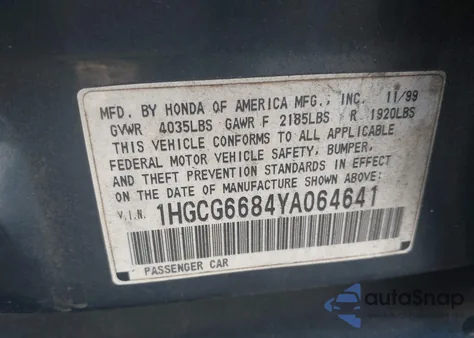 MFD. BY HONDA OF AMERICA MFG., INC. 11/99
GVWR 4035LBS GAWR F 2185LBS R 1920LBS
THIS VEHICLE CONFORMS TO ALL APPLICABLE
FEDERAL MOTOR VEHICLE SAFETY, BUMPER,
AND THEFT PREVENTION STANDARDS IN EFFECT
ON THE DATE OF MANUFACTURE SHOWN ABOVE.
V.I.N. 1HGCG6684YA064641
PASSENGER CAR
autoSnap